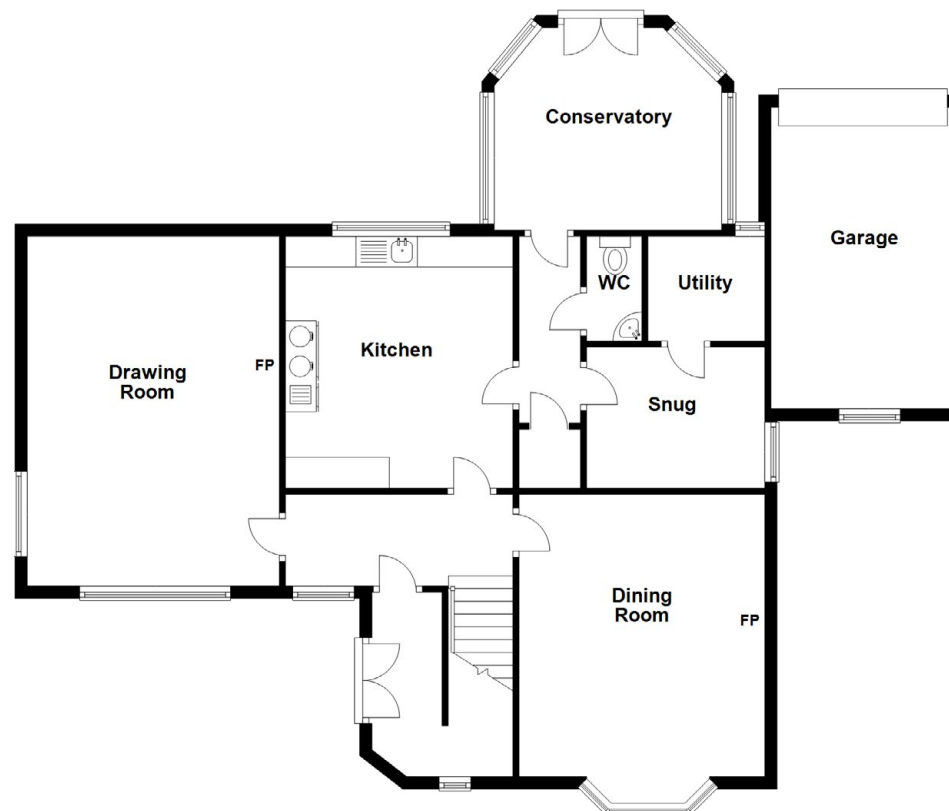 Conservatory
Garage
WC
Utility
Kitchen
FP
Drawing
Room
Snug
Dining
Room
FP